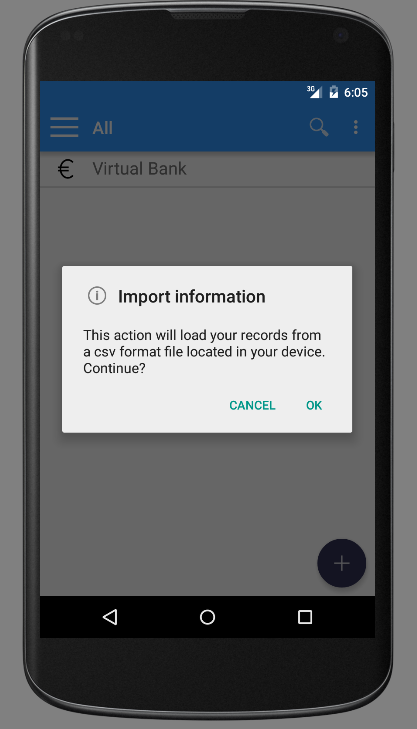 3G 6:05
All
€ Virtual Bank
Import information
This action will load your records from
a csv format file located in your device.
Continue?
CANCEL OK